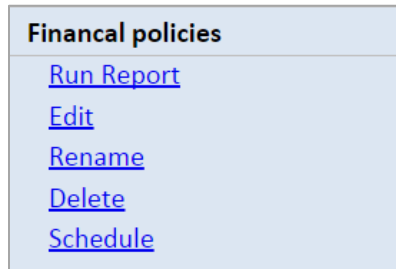 Financal policies
Run Report
Edit
Rename
Delete
Schedule